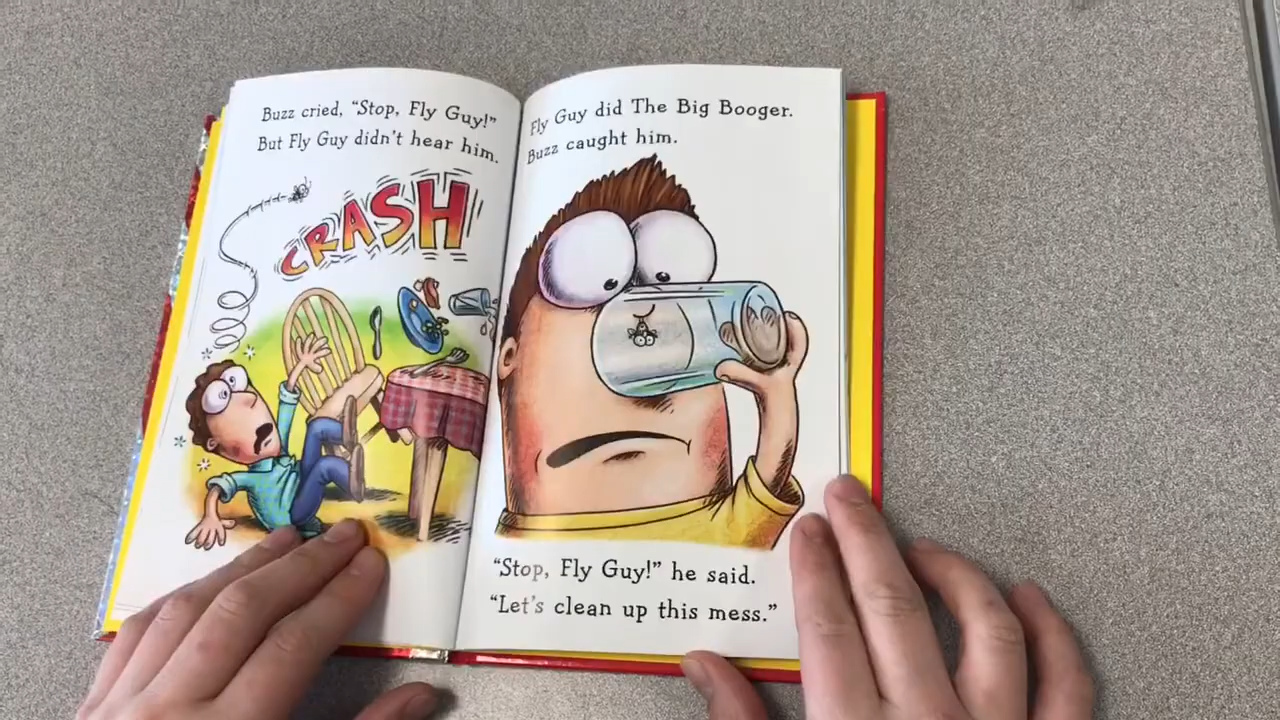 Buzz cried, “Stop, Fly Guy!”
But Fly Guy didn’t hear him.
CRASH
Fly Guy did The Big Booger.
Buzz caught him.
“Stop, Fly Guy!” he said.
“Let’s clean up this mess.”